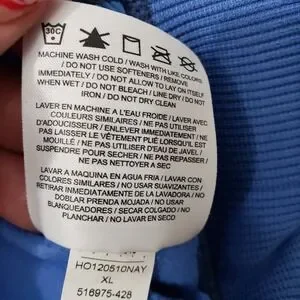 30C
MACHINE WASH COLD / WASH WITH LIKE COLORS
/ DO NOT USE SOFTENERS / REMOVE
IMMEDIATELY / DO NOT ALLOW TO LAY ON ITSELF
WHEN WET / DO NOT BLEACH / LINE DRY / DO NOT
IRON / DO NOT DRY CLEAN
LAVER EN MACHINE A L'EAU FROIDE / LAVER AVEC
COULEURS SIMILAIRES / NE PAS UTILISER
D'ADOUCISSEUR / ENLEVER IMMÉDIATEMENT / NE
PAS LAISSER LE VÊTEMENT PLIÉ LORSQU'IL EST
MOUILLÉ / NE PAS UTILISER D'EAU DE JAVEL /
SUSPENDRE POUR SÉCHER / NE PAS REPASSER /
NE PAS NETTOYER A SEC
LAVAR A MAQUINA EN AGUA FRIA / LAVAR CON
COLORES SIMILARES / NO USAR SUAVIZANTES /
RETIRAR INMEDIATAMENTE DE LA LAVADORA / NO
DOBLAR PRENDA MOJADA / NO USAR
BLANQUEADORES / SECAR COLGADO / NO
PLANCHAR / NO LAVAR EN SECO
HO120510NAY
XL
516975-428